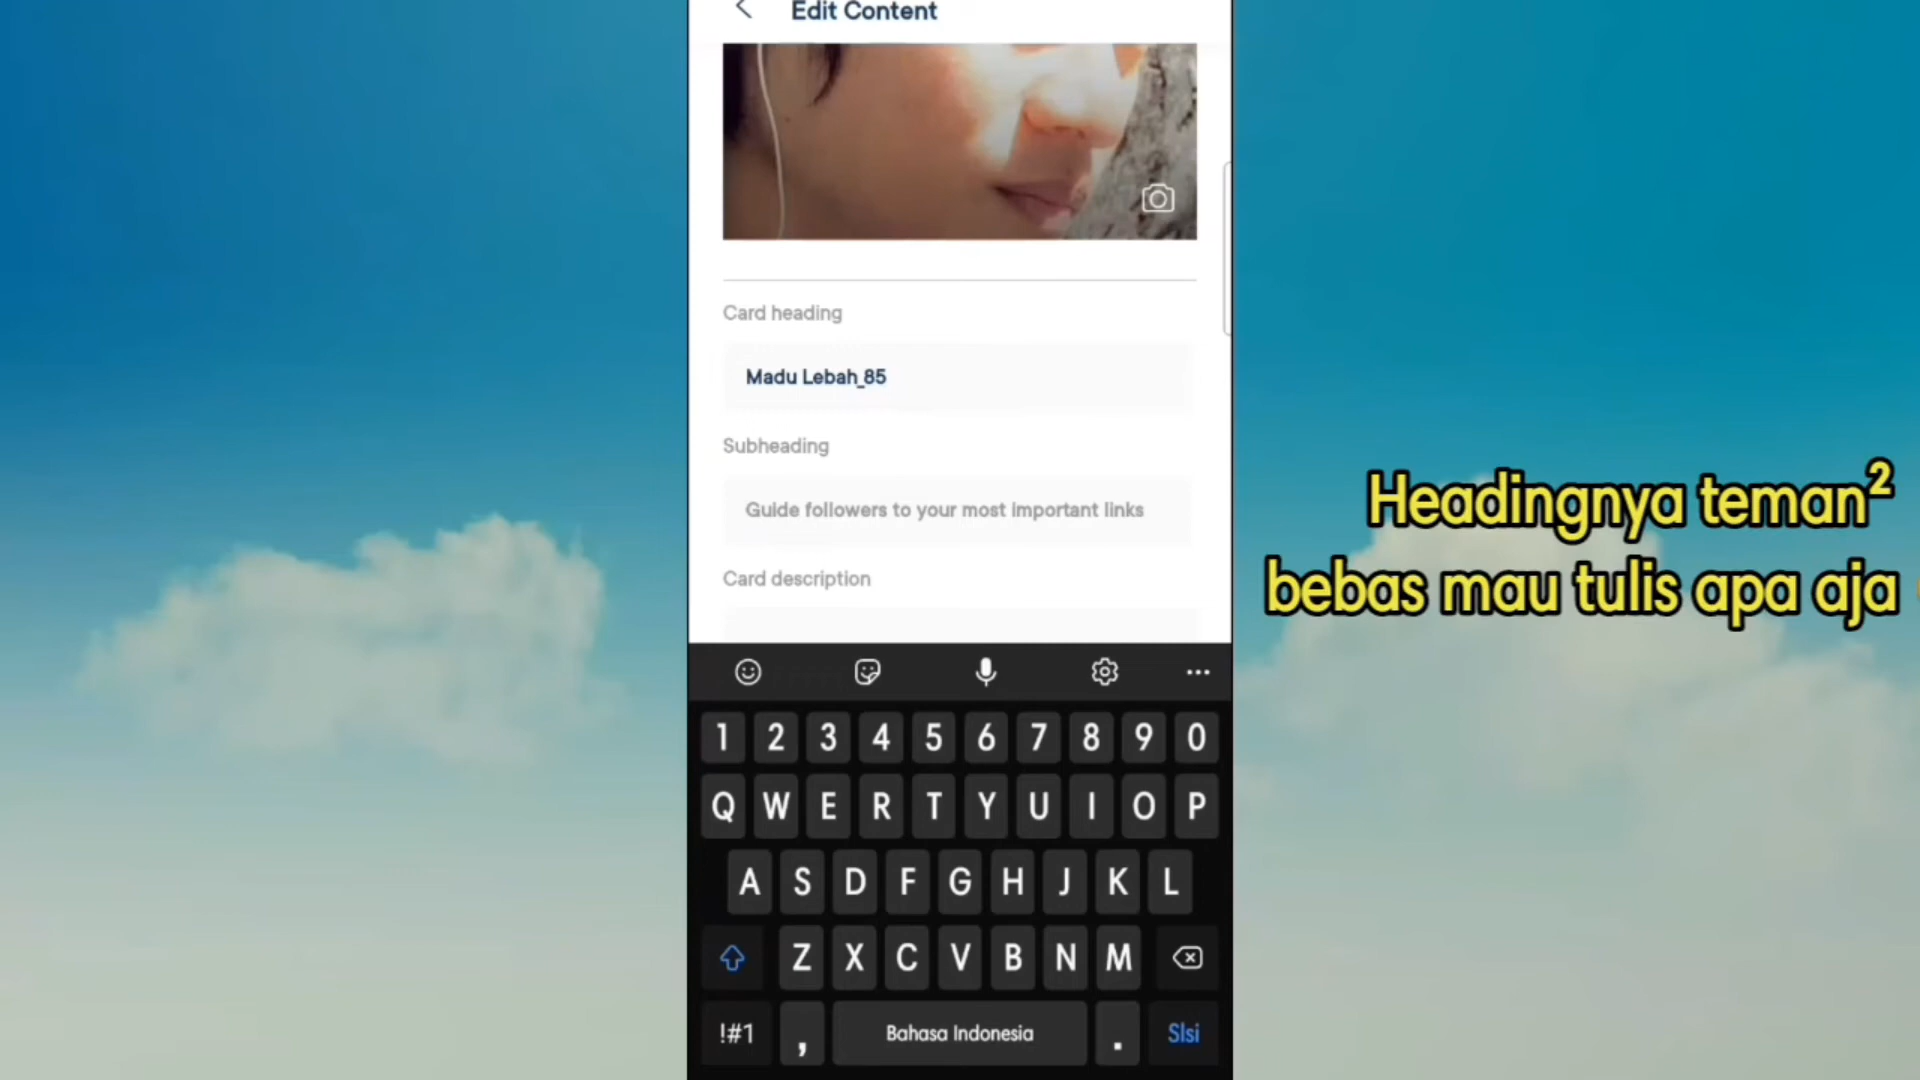 Edit Content
Card heading
Madu Lebah_85
Subheading
Guide followers to your most important links
Card description
Headingnya teman²
bebas mau tulis apa aja
1 2 3 4 5 6 7 8 9 0
Q W E R T Y U I O P
A S D F G H J K L
Z X C V B N M
!#1 , Bahasa Indonesia . Slsi